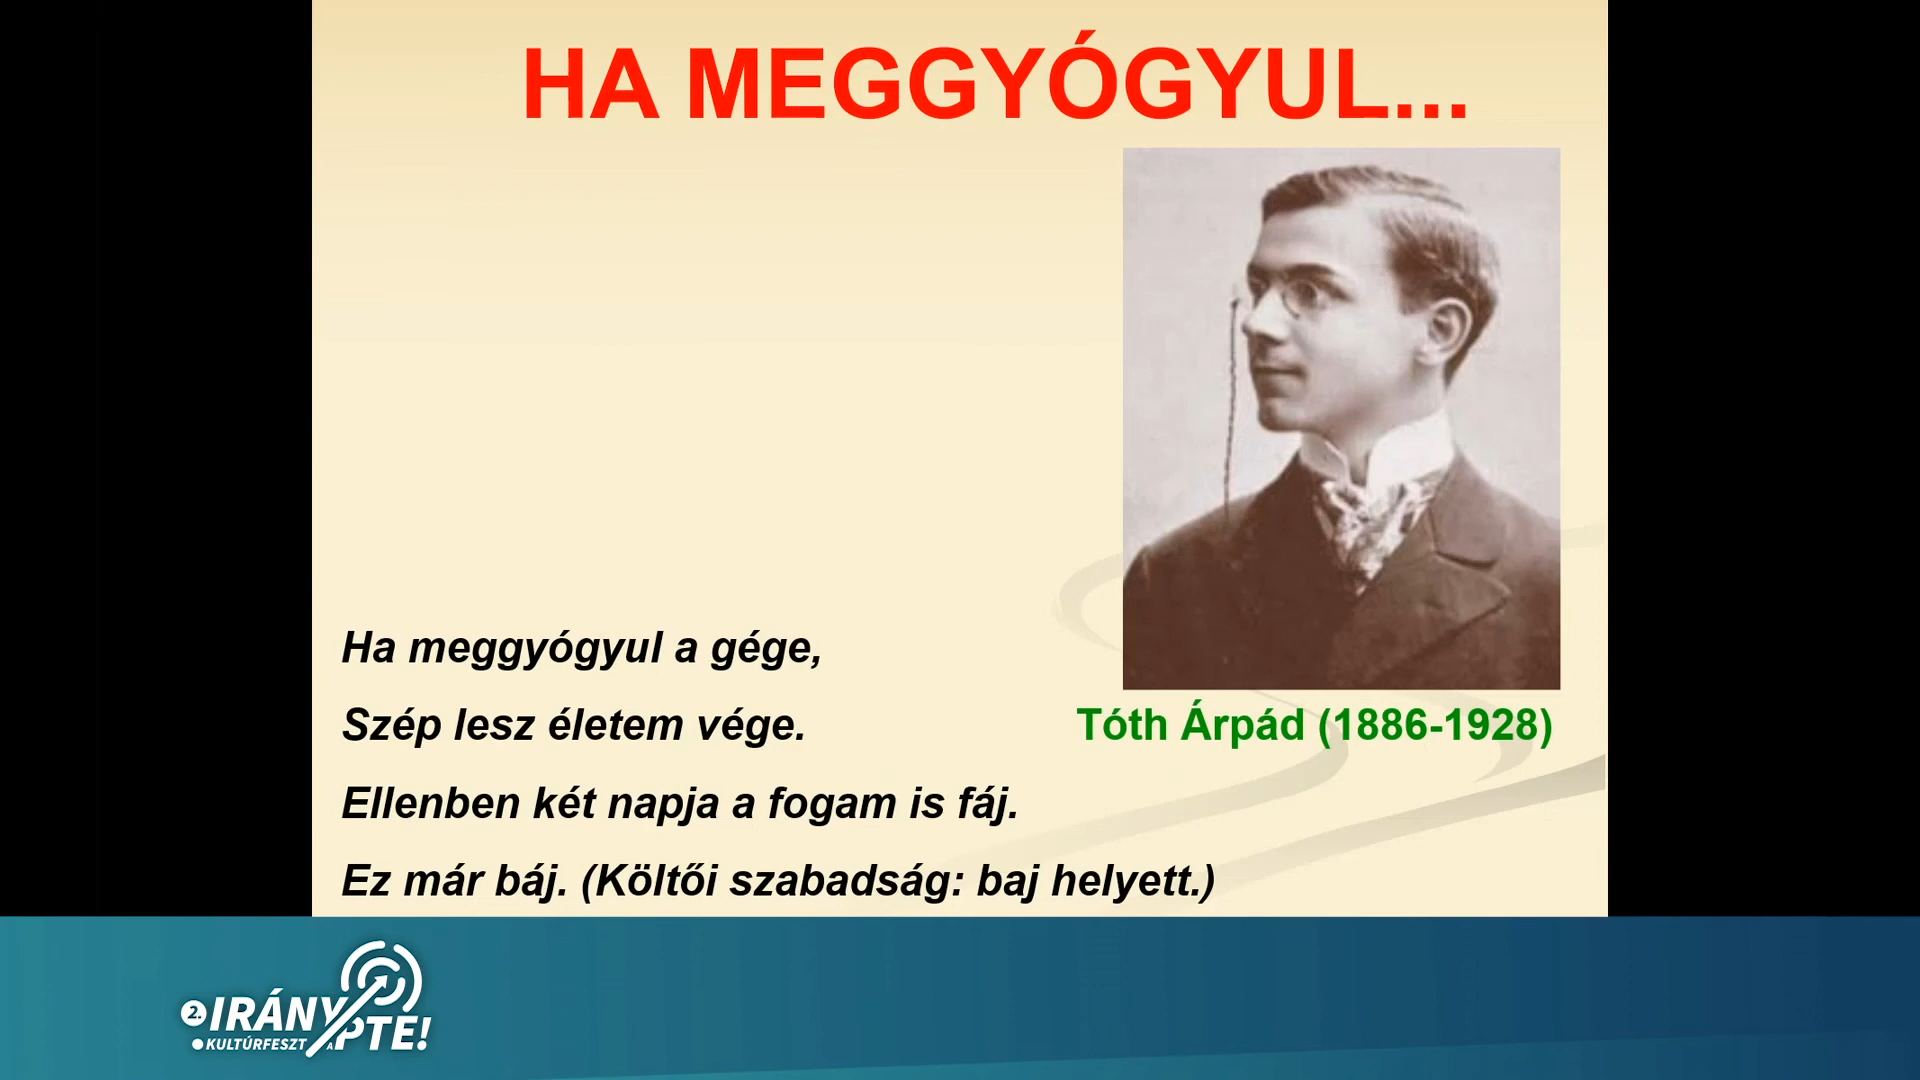 HA MEGGYÓGYUL...
Ha meggyógyul a gége,
Szép lesz életem vége.
Tóth Árpád (1886-1928)
Ellenben két napja a fogam is fáj.
Ez már báj. (Költői szabadság: baj helyett.)
2. IRÁNY
A PTE!
KULTÚRFESZT